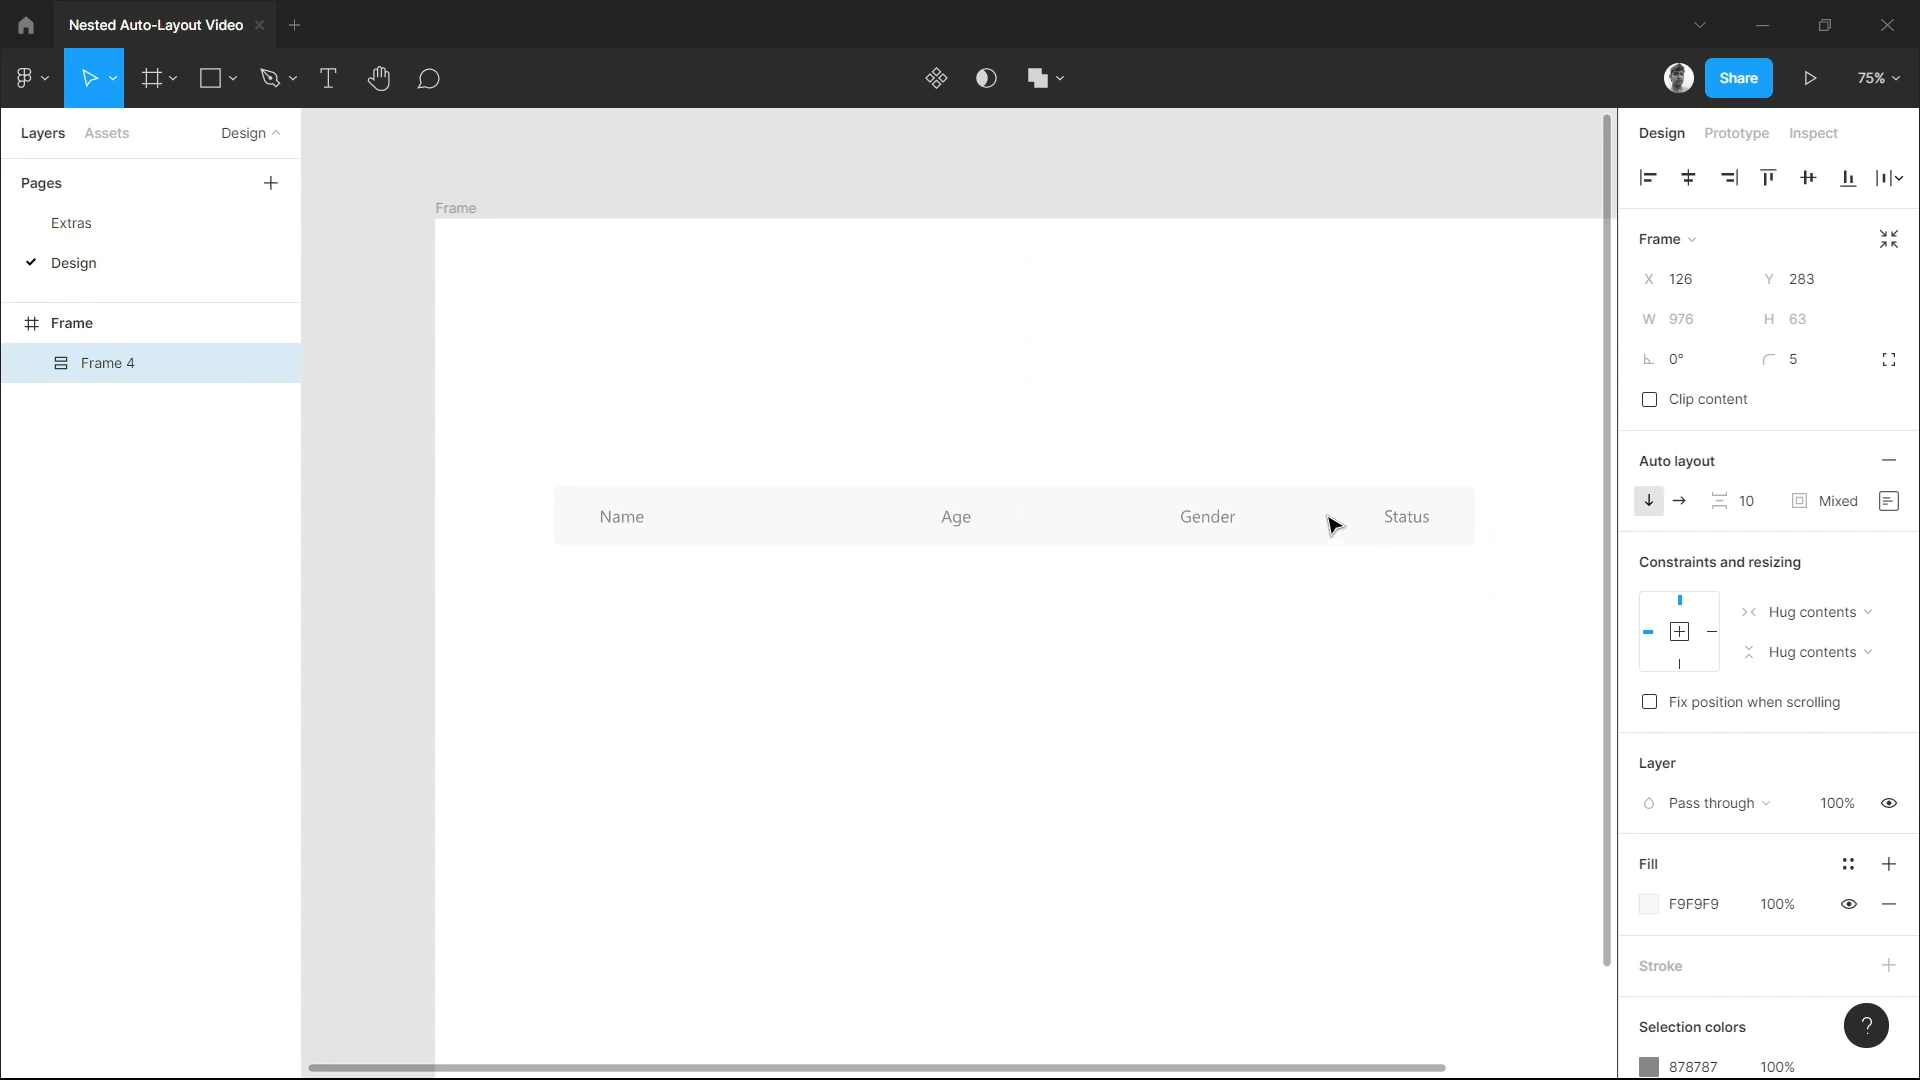 Nested Auto-Layout Video
Share
75%
Layers Assets Design
Pages
Extras
Design
Frame
Frame 4
Frame
Name Age Gender Status
Design Prototype Inspect
Frame
X 126 Y 283
W 976 H 63
0° 5
Clip content
Auto layout
10 Mixed
Constraints and resizing
Hug contents
Hug contents
Fix position when scrolling
Layer
Pass through 100%
Fill
F9F9F9 100%
Stroke
Selection colors
?
878787 100%